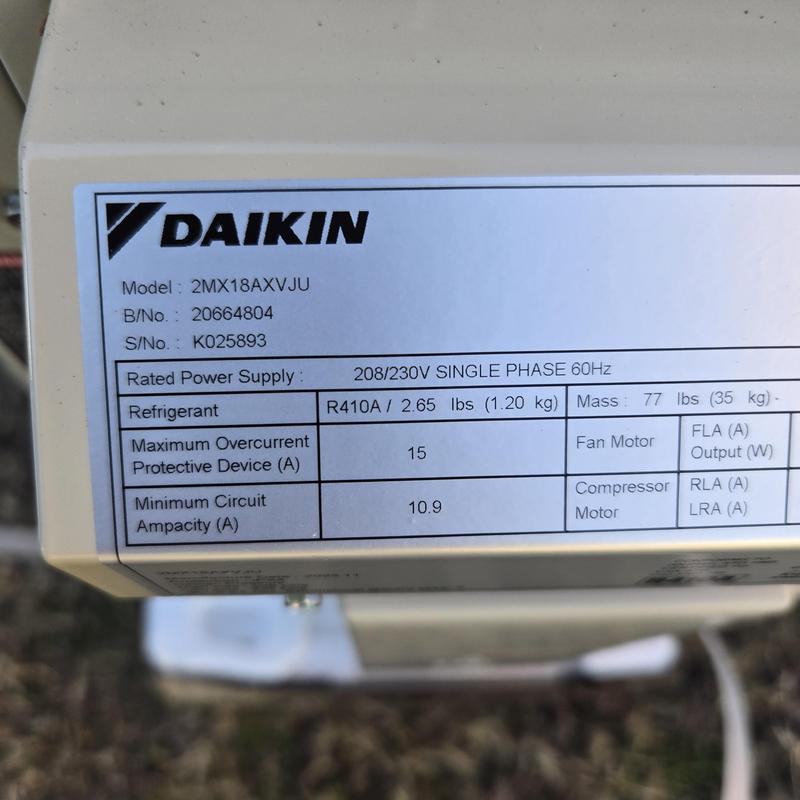 DAIKIN
Model : 2MX18AXVJU
B/No. : 20664804
S/No. : K025893
Rated Power Supply : 208/230V SINGLE PHASE 60Hz
Refrigerant R410A / 2.65 lbs (1.20 kg) Mass : 77 lbs (35 kg)
Maximum Overcurrent
Protective Device (A) 15
Fan Motor
FLA (A)
Output (W)
Minimum Circuit
Ampacity (A) 10.9
Compressor
Motor
RLA (A)
LRA (A)
2MX18AXVJU